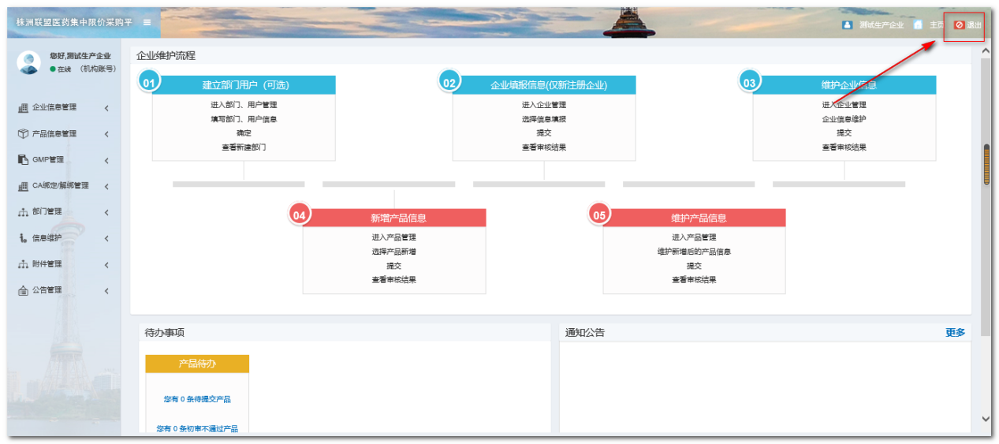 株洲联盟医药集中限价采购平
测试生产企业 主页 退出
您好,测试生产企业
在线 (机构账号)
企业信息管理
产品信息管理
GMP管理
CA绑定/解绑管理
部门管理
信息维护
附件管理
公告管理
企业维护流程
01 建立部门用户（可选）
进入部门、用户管理
填写部门、用户信息
确定
查看新建部门
02 企业填报信息(仅新注册企业)
进入企业管理
选择信息填报
提交
查看审核结果
03 维护企业信息
进入企业管理
企业信息维护
提交
查看审核结果
04 新增产品信息
进入产品管理
选择产品新增
提交
查看审核结果
05 维护产品信息
进入产品管理
维护新增后的产品信息
提交
查看审核结果
待办事项
产品待办
您有 0 条待提交产品
您有 0 条初审不通过产品
通知公告 更多